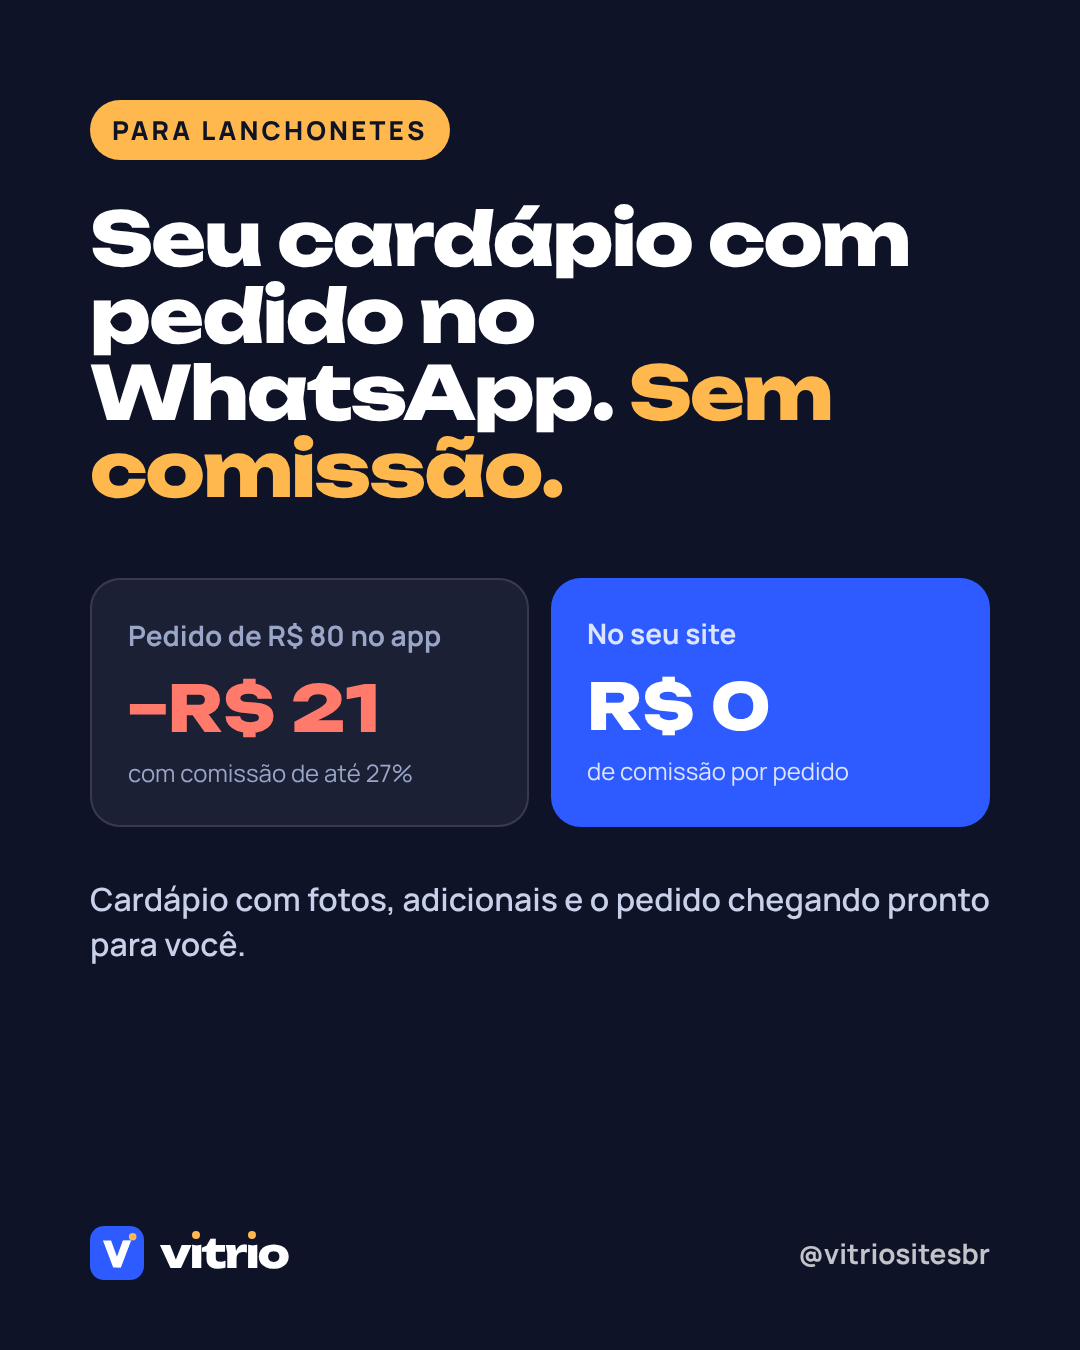 PARA LANCHONETES
Seu cardápio com
pedido no
WhatsApp. Sem
comissão.
Pedido de R$ 80 no app
–R$ 21
com comissão de até 27%
No seu site
R$ 0
de comissão por pedido
Cardápio com fotos, adicionais e o pedido chegando pronto
para você.
V vitrio
@vitriositesbr